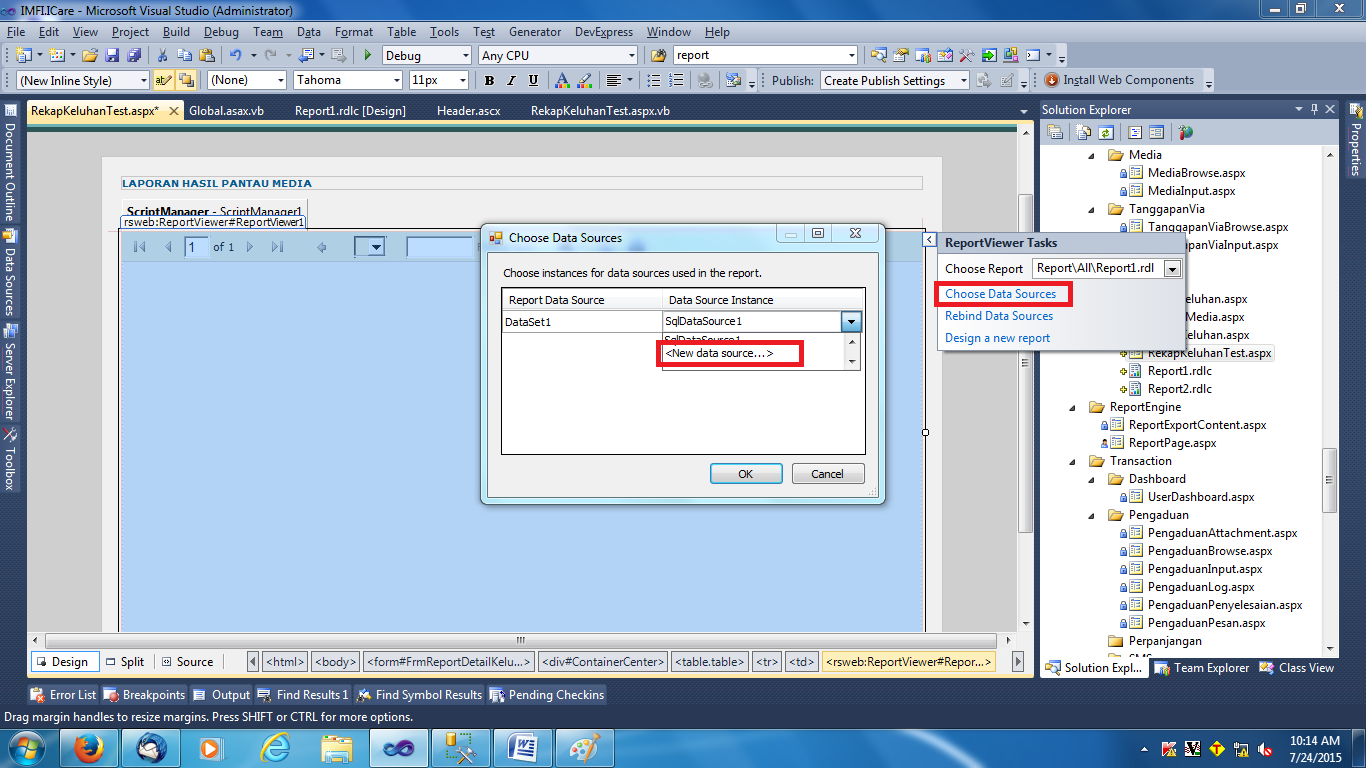 IMFI.ICare - Microsoft Visual Studio (Administrator)
File Edit View Project Build Debug Team Data Format Table Tools Test Generator DevExpress Window Help
Debug Any CPU report
(New Inline Style) (None) Tahoma 11px B I U A Publish: Create Publish Settings Install Web Components
RekapKeluhanTest.aspx* Global.asax.vb Report1.rdlc [Design] Header.ascx RekapKeluhanTest.aspx.vb
Document Outline
Data Sources
Server Explorer
Toolbox
LAPORAN HASIL PANTAU MEDIA
ScriptManager - ScriptManager1
rsweb:ReportViewer#ReportViewer1
1 of 1
Choose Data Sources
Choose instances for data sources used in the report.
Report Data Source Data Source Instance
DataSet1 SqlDataSource1
SqlDataSource1
<New data source...>
OK Cancel
ReportViewer Tasks
Choose Report Report\All\Report1.rdl
Choose Data Sources
Rebind Data Sources
Design a new report
Solution Explorer
Properties
Media
MediaBrowse.aspx
MediaInput.aspx
TanggapanVia
TanggapanViaBrowse.aspx
panViaInput.aspx
luhan.aspx
Media.aspx
Keluhan.aspx
RekapKeluhanTest.aspx
Report1.rdlc
Report2.rdlc
ReportEngine
ReportExportContent.aspx
ReportPage.aspx
Transaction
Dashboard
UserDashboard.aspx
Pengaduan
PengaduanAttachment.aspx
PengaduanBrowse.aspx
PengaduanInput.aspx
PengaduanLog.aspx
PengaduanPenyelesaian.aspx
PengaduanPesan.aspx
Perpanjangan
Solution Expl... Team Explorer Class View
Design Split Source <html> <body> <form#FrmReportDetailKelu...> <div#ContainerCenter> <table.table> <tr> <td> <rsweb:ReportViewer#Repor...>
Error List Breakpoints Output Find Results 1 Find Symbol Results Pending Checkins
Drag margin handles to resize margins. Press SHIFT or CTRL for more options.
10:14 AM
7/24/2015